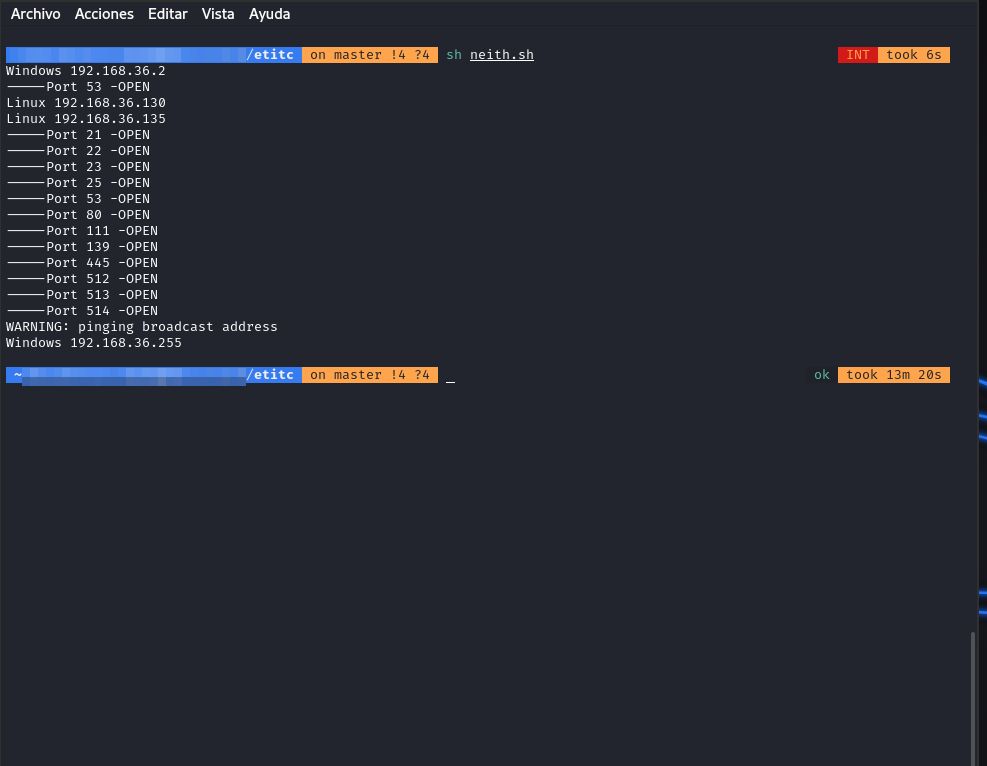 Archivo Acciones Editar Vista Ayuda
/etitc on master !4 ?4 sh neith.sh INT took 6s
Windows 192.168.36.2
-----Port 53 -OPEN
Linux 192.168.36.130
Linux 192.168.36.135
-----Port 21 -OPEN
-----Port 22 -OPEN
-----Port 23 -OPEN
-----Port 25 -OPEN
-----Port 53 -OPEN
-----Port 80 -OPEN
-----Port 111 -OPEN
-----Port 139 -OPEN
-----Port 445 -OPEN
-----Port 512 -OPEN
-----Port 513 -OPEN
-----Port 514 -OPEN
WARNING: pinging broadcast address
Windows 192.168.36.255
~ /etitc on master !4 ?4 _ ok took 13m 20s